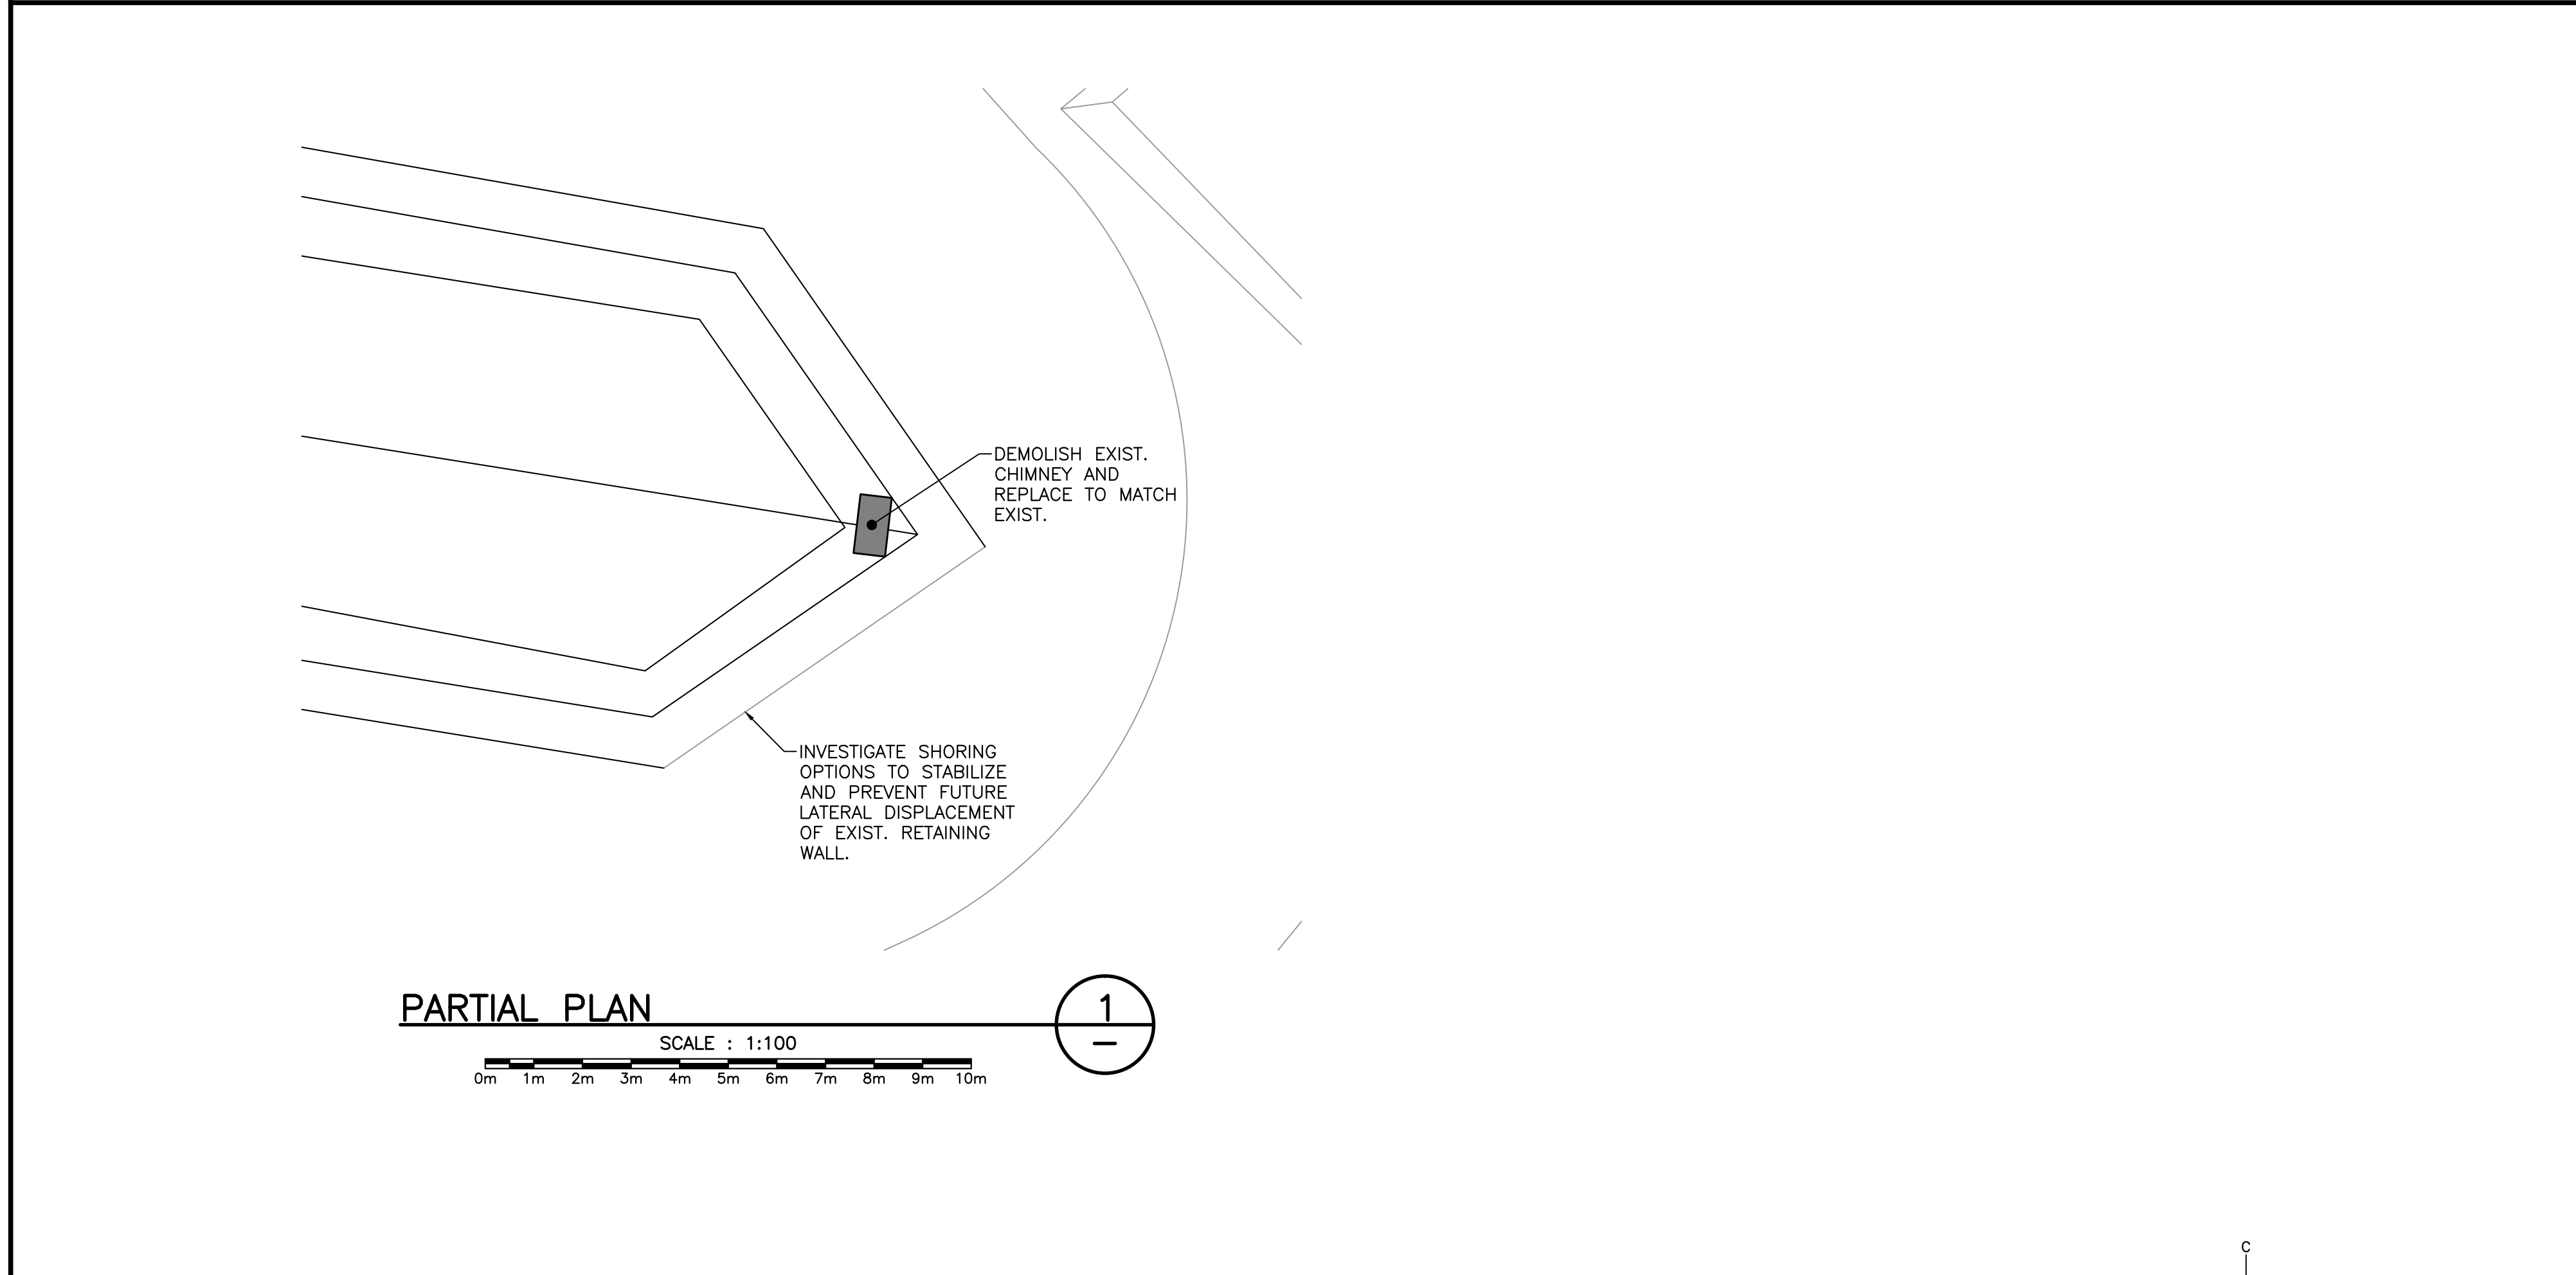 DEMOLISH EXIST.
CHIMNEY AND
REPLACE TO MATCH
EXIST.
INVESTIGATE SHORING
OPTIONS TO STABILIZE
AND PREVENT FUTURE
LATERAL DISPLACEMENT
OF EXIST. RETAINING
WALL.
PARTIAL PLAN
1
–
SCALE : 1:100
0m 1m 2m 3m 4m 5m 6m 7m 8m 9m 10m
C